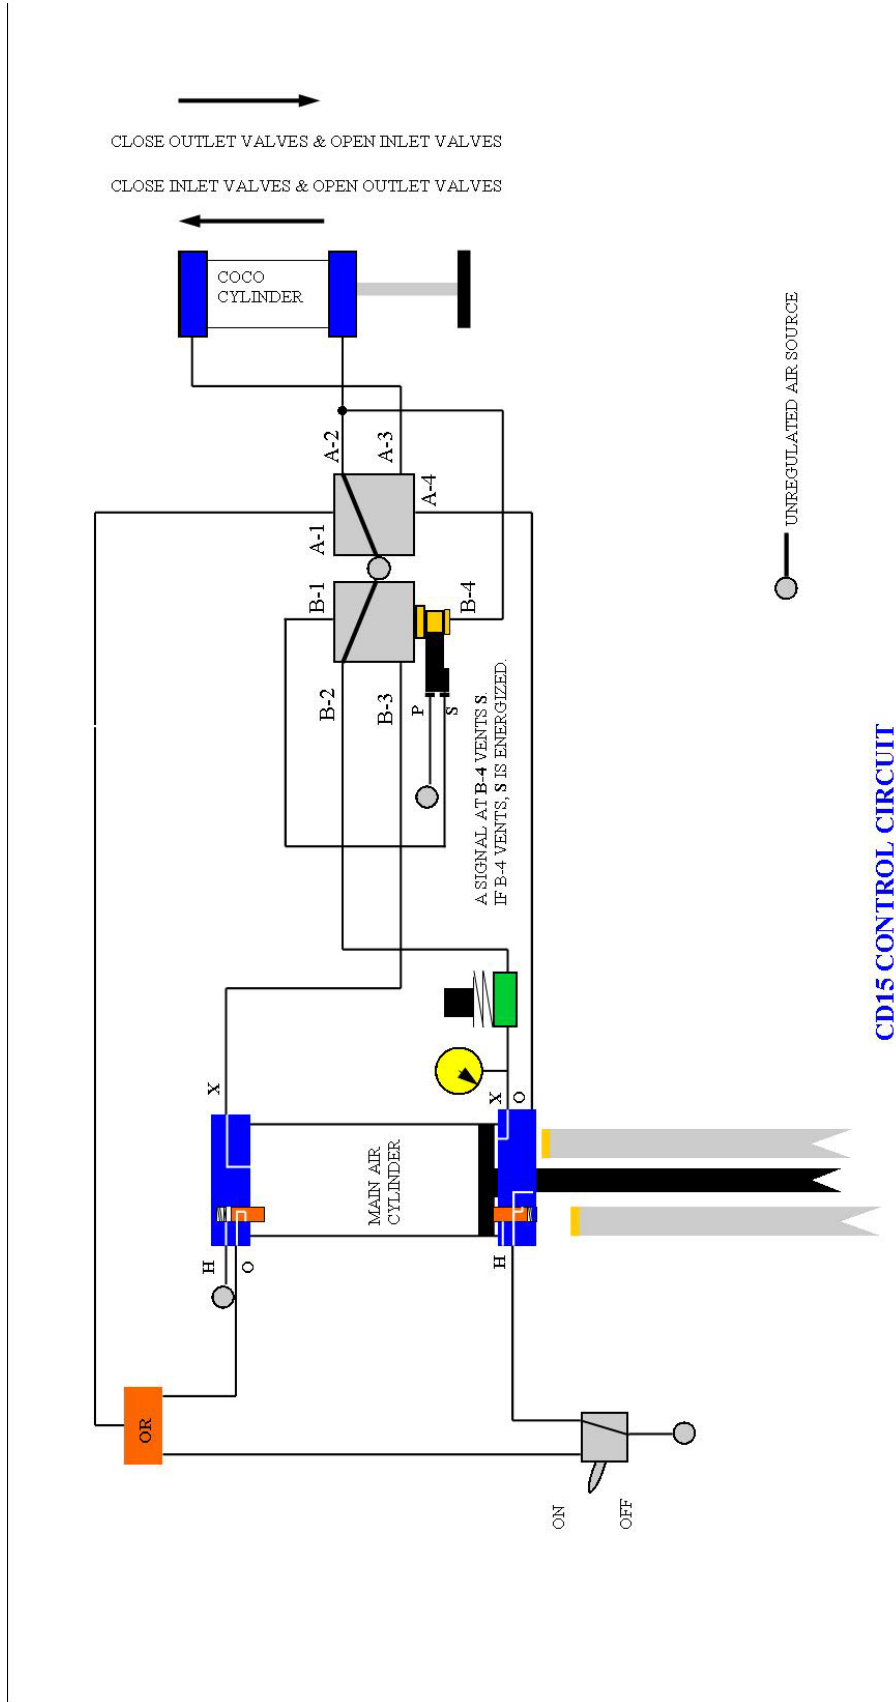 CLOSE OUTLET VALVES & OPEN INLET VALVES
CLOSE INLET VALVES & OPEN OUTLET VALVES
COCO
CYLINDER
A-2
A-3
A-1
A-4
B-1
B-4
B-2
B-3
P
S
A SIGNAL AT B-4 VENTS S.
IF B-4 VENTS, S IS ENERGIZED.
UNREGULATED AIR SOURCE
X
X
O
MAIN AIR
CYLINDER
H
O
H
OR
ON
OFF
CD15 CONTROL CIRCUIT